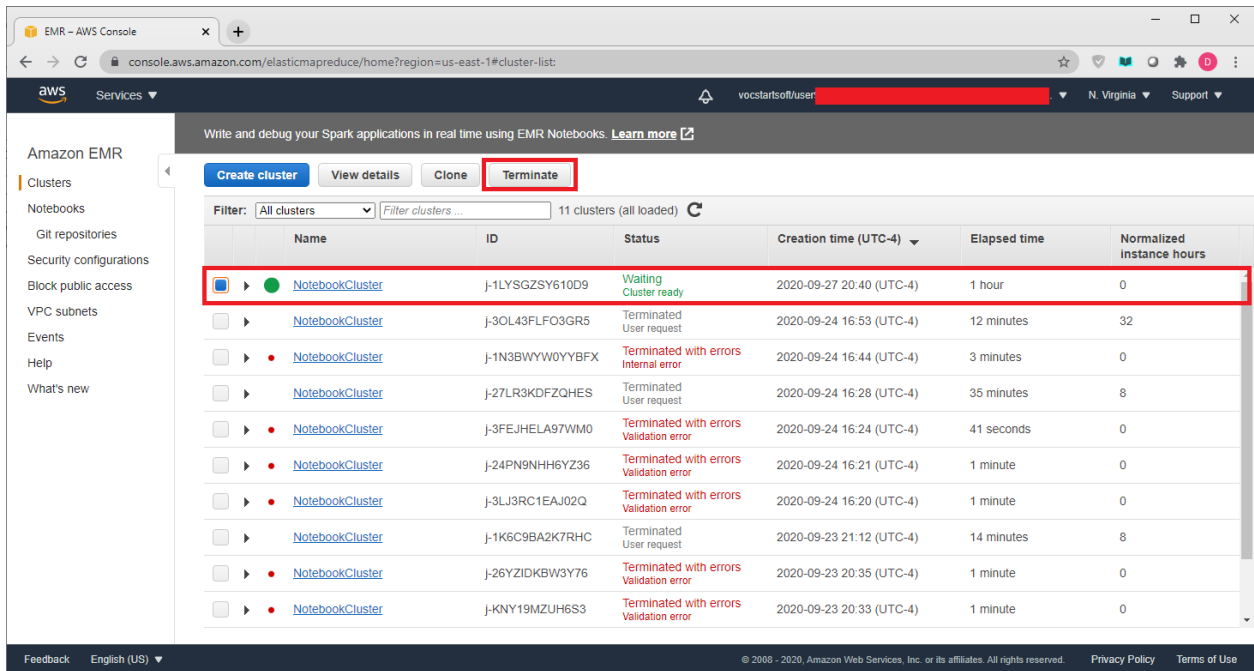 EMR – AWS Console
console.aws.amazon.com/elasticmapreduce/home?region=us-east-1#cluster-list:
D
aws Services vocstartsoft/user N. Virginia Support
Write and debug your Spark applications in real time using EMR Notebooks. Learn more
Amazon EMR
Clusters
Notebooks
Git repositories
Security configurations
Block public access
VPC subnets
Events
Help
What's new
Create cluster View details Clone Terminate
Filter: All clusters Filter clusters ... 11 clusters (all loaded)
Name ID Status Creation time (UTC-4) Elapsed time Normalized
instance hours
NotebookCluster j-1LYSGZSY610D9 Waiting 2020-09-27 20:40 (UTC-4) 1 hour 0
Cluster ready
NotebookCluster j-3OL43FLFO3GR5 Terminated 2020-09-24 16:53 (UTC-4) 12 minutes 32
User request
NotebookCluster j-1N3BWYW0YYBFX Terminated with errors 2020-09-24 16:44 (UTC-4) 3 minutes 0
Internal error
NotebookCluster j-27LR3KDFZQHES Terminated 2020-09-24 16:28 (UTC-4) 35 minutes 8
User request
NotebookCluster j-3FEJHELA97WM0 Terminated with errors 2020-09-24 16:24 (UTC-4) 41 seconds 0
Validation error
NotebookCluster j-24PN9NHH6YZ36 Terminated with errors 2020-09-24 16:21 (UTC-4) 1 minute 0
Validation error
NotebookCluster j-3LJ3RC1EAJ02Q Terminated with errors 2020-09-24 16:20 (UTC-4) 1 minute 0
Validation error
NotebookCluster j-1K6C9BA2K7RHC Terminated 2020-09-23 21:12 (UTC-4) 14 minutes 8
User request
NotebookCluster j-26YZIDKBW3Y76 Terminated with errors 2020-09-23 20:35 (UTC-4) 1 minute 0
Validation error
NotebookCluster j-KNY19MZUH6S3 Terminated with errors 2020-09-23 20:33 (UTC-4) 1 minute 0
Validation error
Feedback English (US) © 2008 - 2020, Amazon Web Services, Inc. or its affiliates. All rights reserved. Privacy Policy Terms of Use